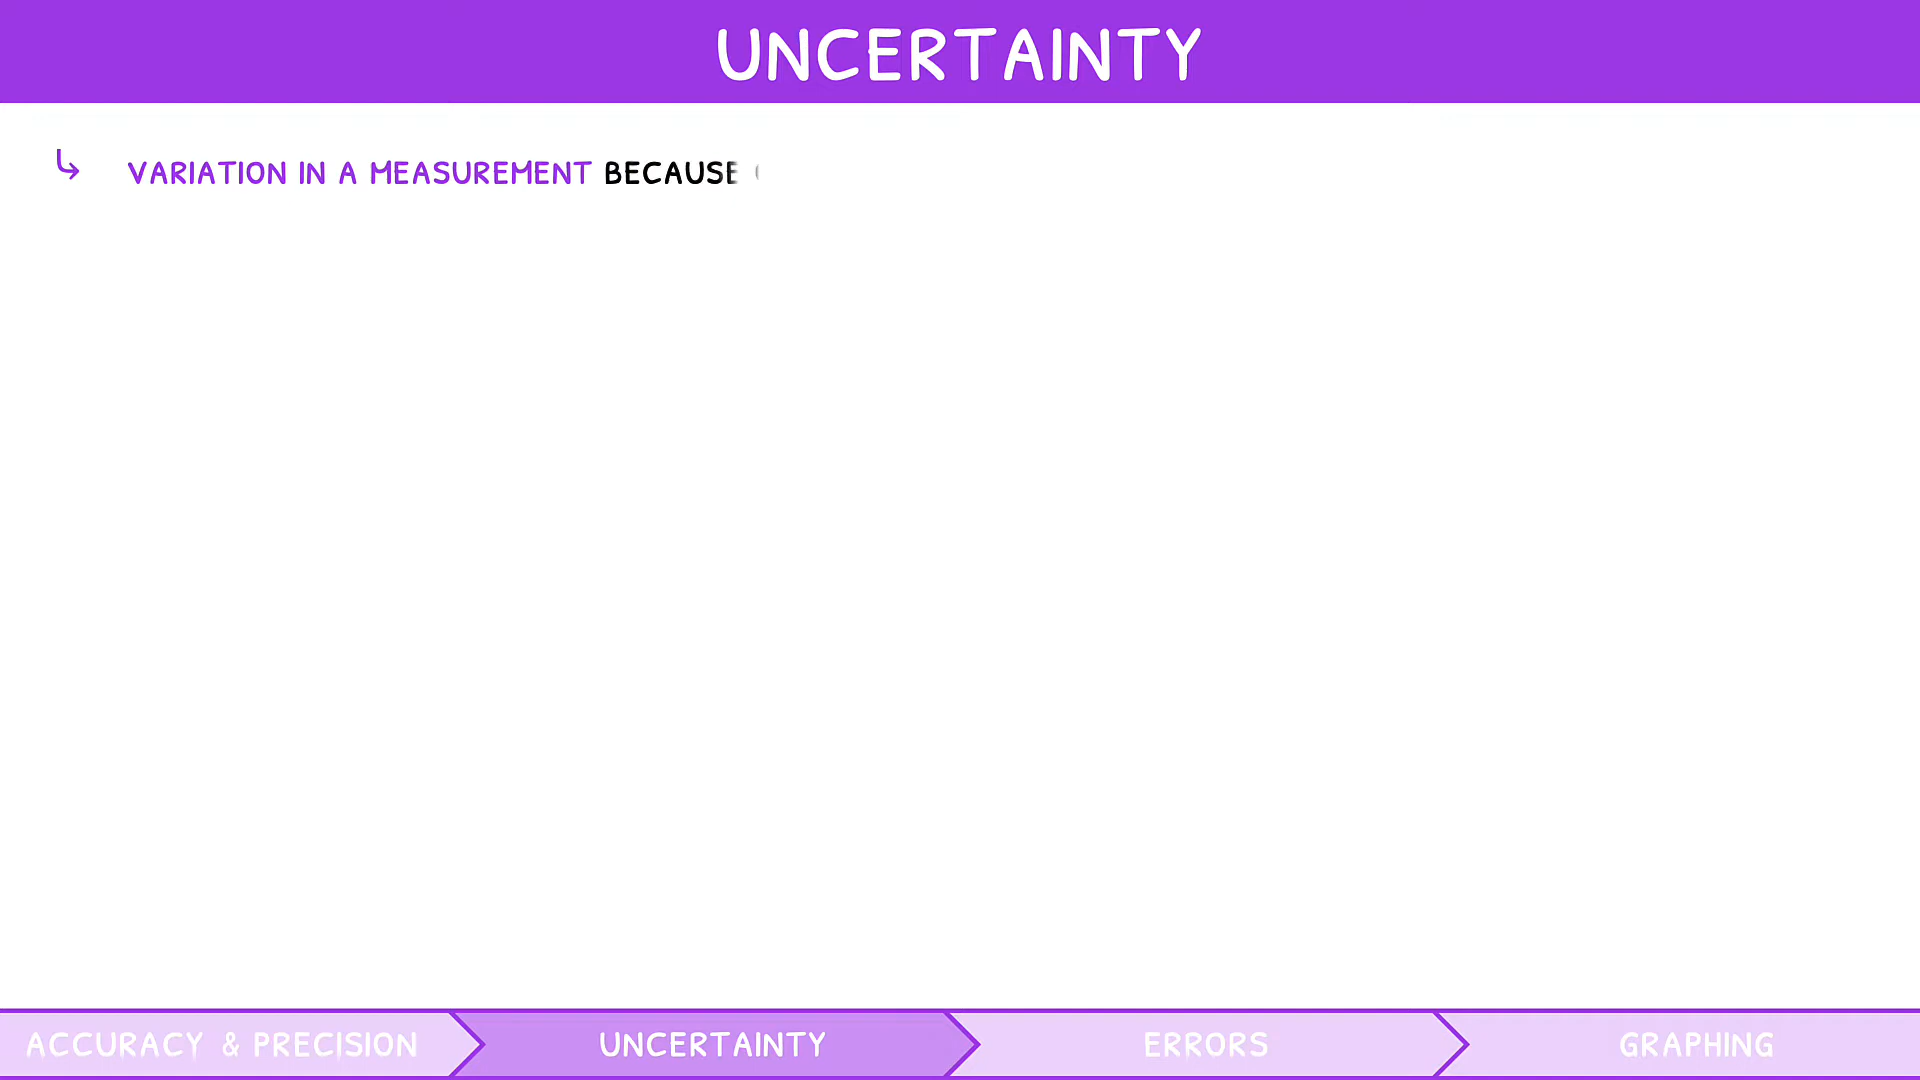 UNCERTAINTY
VARIATION IN A MEASUREMENT BECAUSE
ACCURACY & PRECISION
UNCERTAINTY
ERRORS
GRAPHING